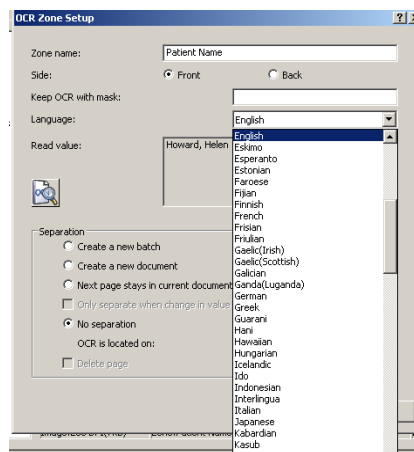 OCR Zone Setup
Zone name: Patient Name
Side: Front Back
Keep OCR with mask:
Language: English
Read value: Howard, Helen
English
Eskimo
Esperanto
Estonian
Faroese
Fijian
Finnish
French
Frisian
Friulian
Gaelic(Irish)
Gaelic(Scottish)
Galician
Ganda(Luganda)
German
Greek
Guarani
Hani
Hawaiian
Hungarian
Icelandic
Ido
Indonesian
Interlingua
Italian
Japanese
Kabardian
Kasub
Separation
Create a new batch
Create a new document
Next page stays in current document
Only separate when change in value
No separation
OCR is located on:
Delete page